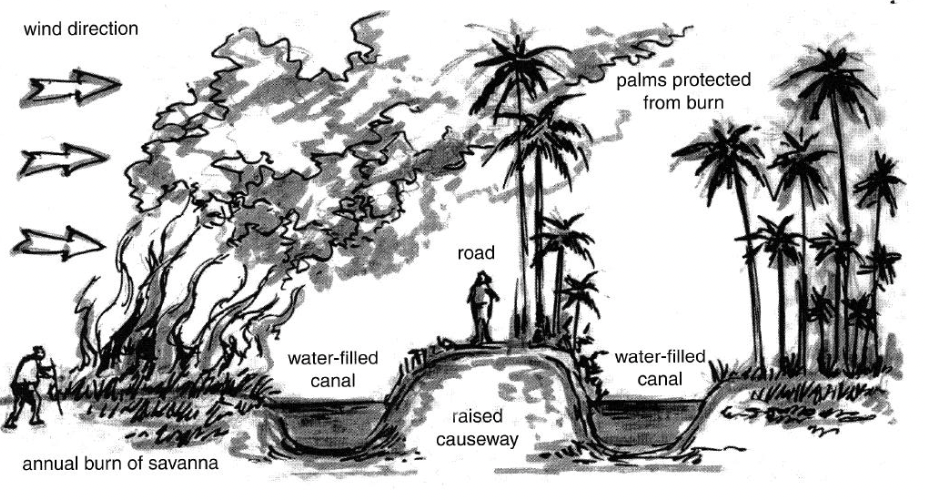 wind direction
palms protected
from burn
road
water-filled
canal
water-filled
canal
raised
causeway
annual burn of savanna